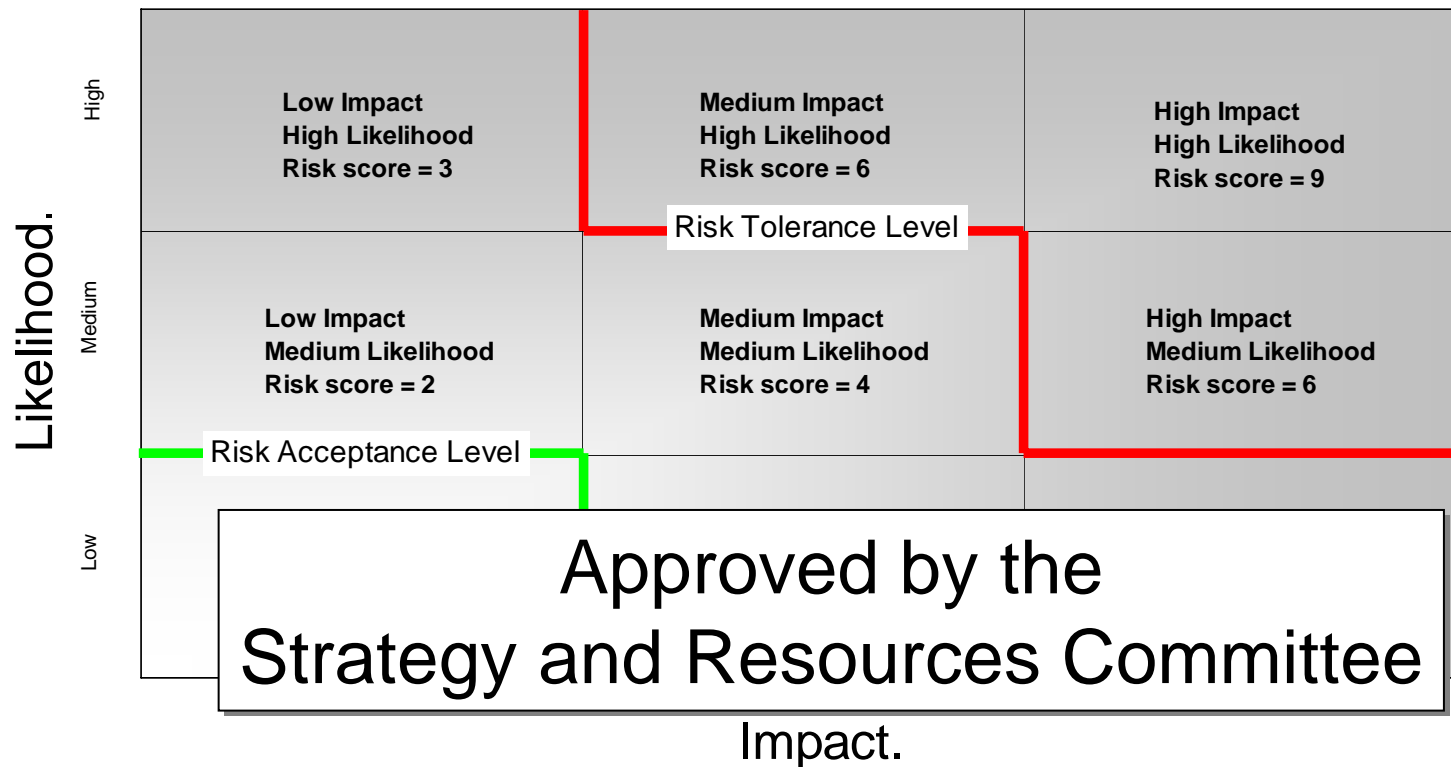 High
Low Impact
High Likelihood
Risk score = 3
Medium Impact
High Likelihood
Risk score = 6
High Impact
High Likelihood
Risk score = 9
Risk Tolerance Level
Likelihood.
Medium
Low Impact
Medium Likelihood
Risk score = 2
Medium Impact
Medium Likelihood
Risk score = 4
High Impact
Medium Likelihood
Risk score = 6
Risk Acceptance Level
Low
Approved by the
Strategy and Resources Committee
Impact.